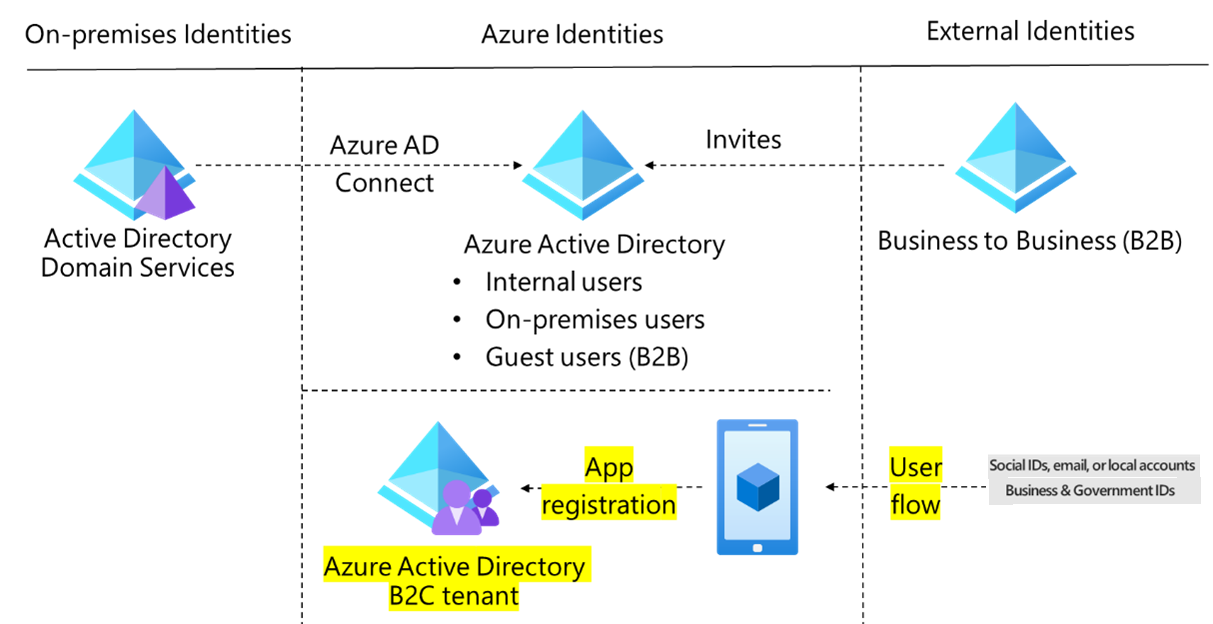 On-premises Identities
Azure Identities
External Identities
Azure AD
Connect
Invites
Active Directory
Domain Services
Azure Active Directory
• Internal users
• On-premises users
• Guest users (B2B)
Business to Business (B2B)
App
registration
User
flow
Social IDs, email, or local accounts
Business & Government IDs
Azure Active Directory
B2C tenant